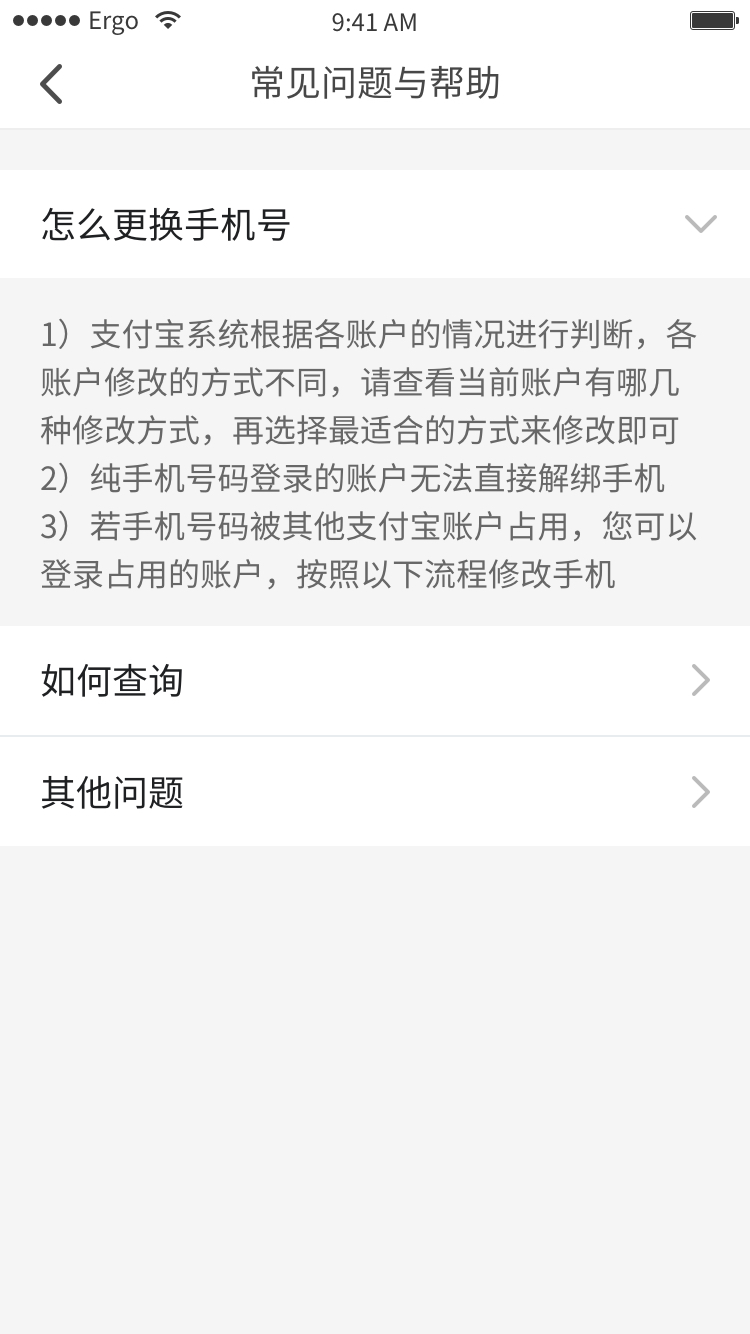 Ergo 9:41 AM
常见问题与帮助
怎么更换手机号
1）支付宝系统根据各账户的情况进行判断，各
账户修改的方式不同，请查看当前账户有哪几
种修改方式，再选择最适合的方式来修改即可
2）纯手机号码登录的账户无法直接解绑手机
3）若手机号码被其他支付宝账户占用，您可以
登录占用的账户，按照以下流程修改手机
如何查询
其他问题